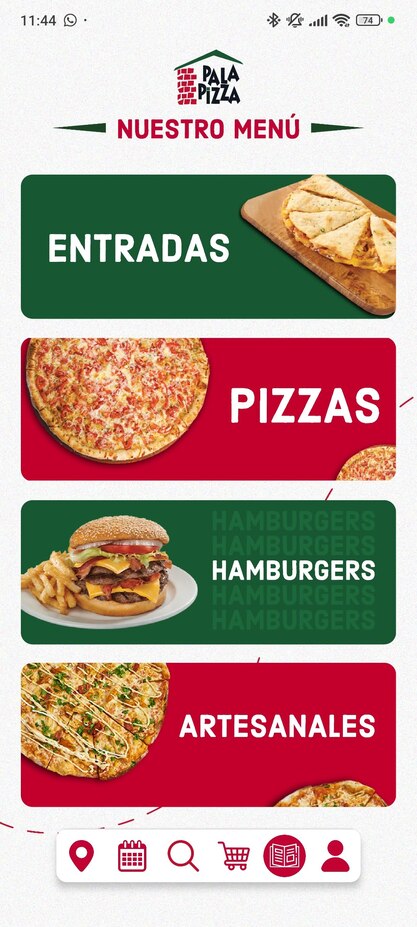 11:44
74
PALA
PIZZA
NUESTRO MENÚ
ENTRADAS
PIZZAS
HAMBURGERS
HAMBURGERS
HAMBURGERS
HAMBURGERS
HAMBURGERS
ARTESANALES